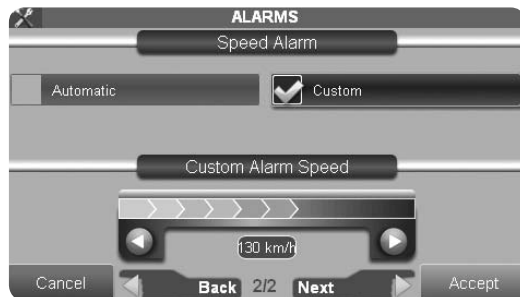 ALARMS
Speed Alarm
Automatic
Custom
Custom Alarm Speed
130 km/h
Cancel
Back 2/2 Next
Accept